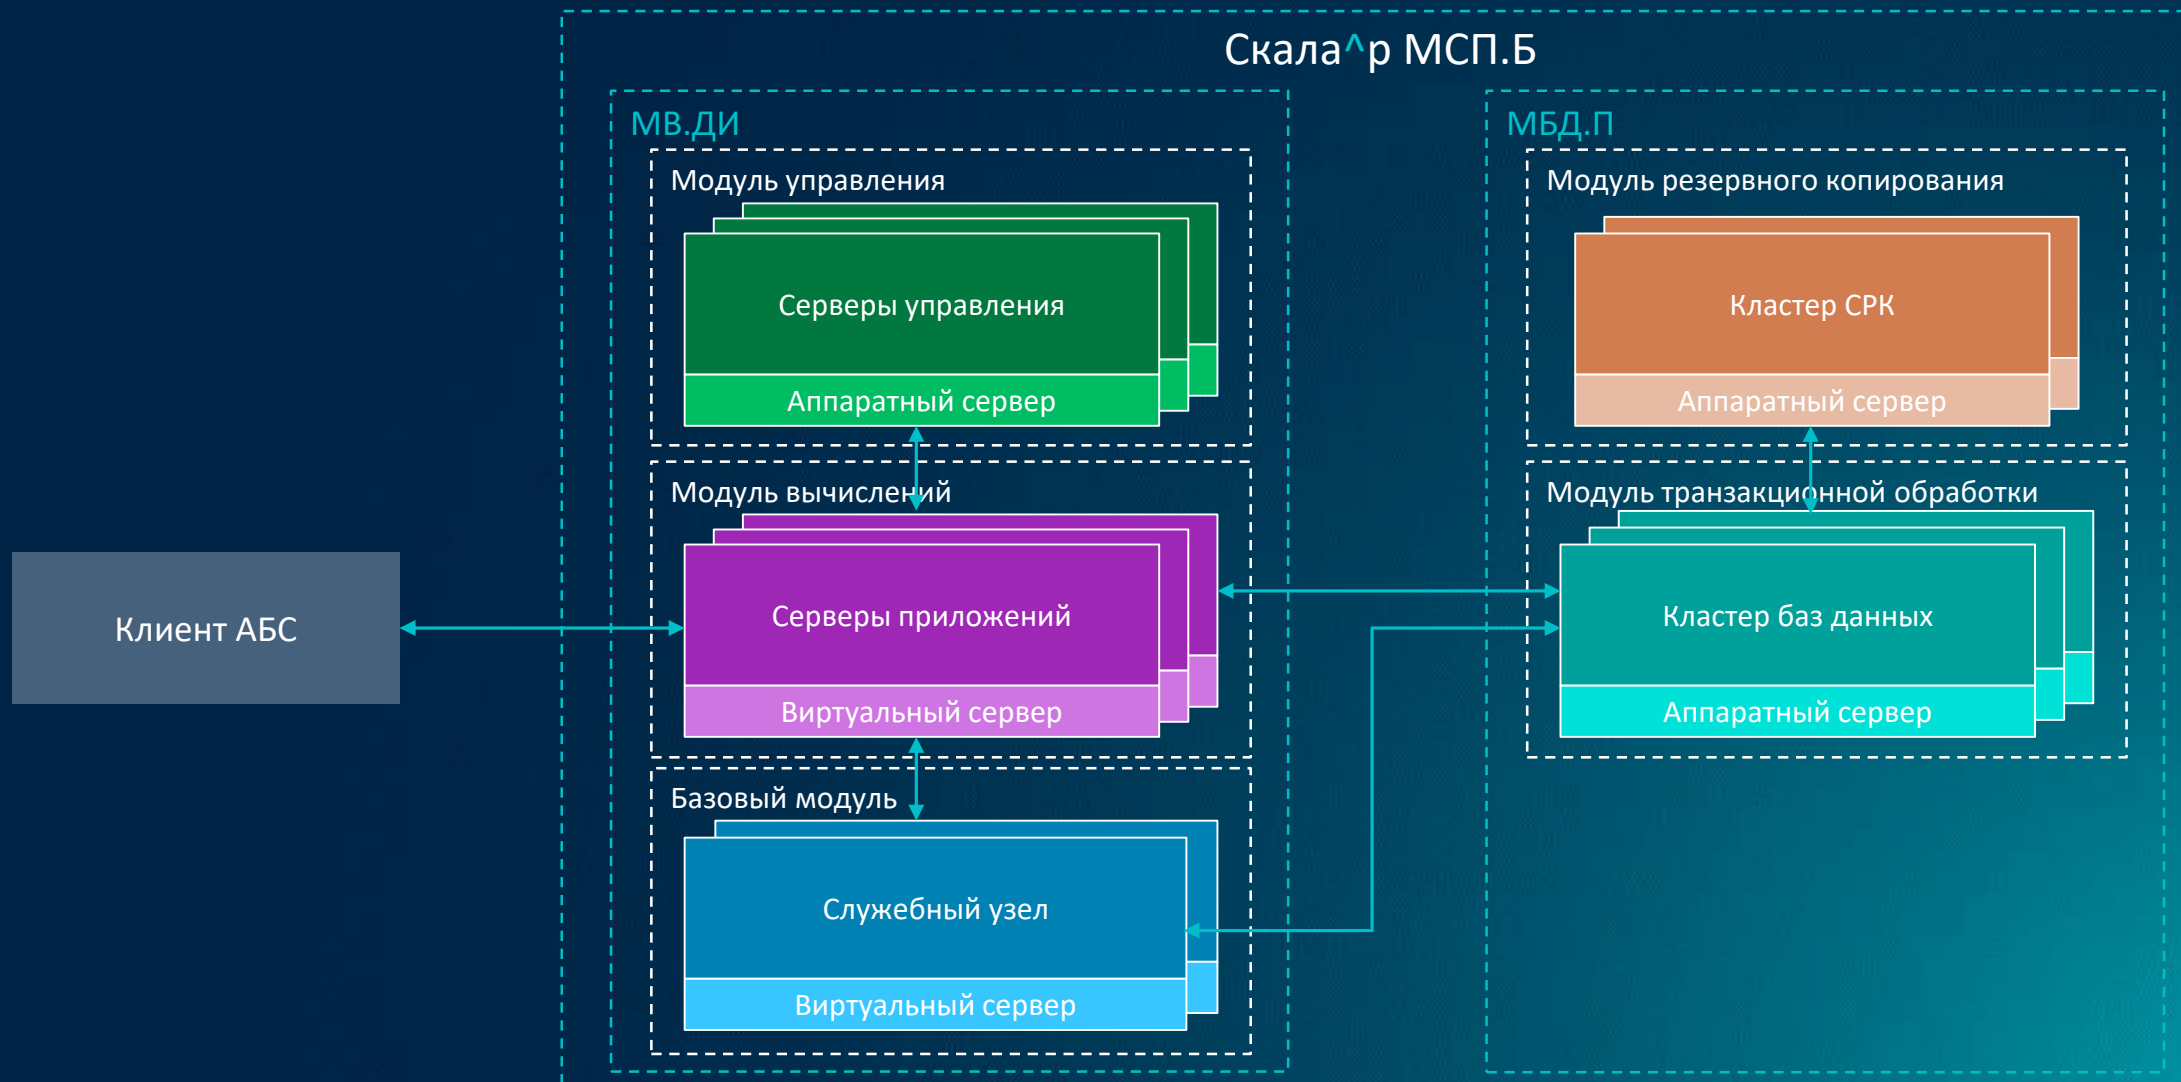 Скала^р МСП.Б
МВ.ДИ
Модуль управления
Серверы управления
Аппаратный сервер
Модуль вычислений
Серверы приложений
Виртуальный сервер
Базовый модуль
Служебный узел
Виртуальный сервер
Клиент АБС
МБД.П
Модуль резервного копирования
Кластер СРК
Аппаратный сервер
Модуль транзакционной обработки
Кластер баз данных
Аппаратный сервер